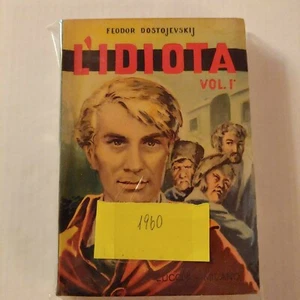 FEODOR DOSTOJEVSKIJ
L'IDIOTA
VOL. I°
1960